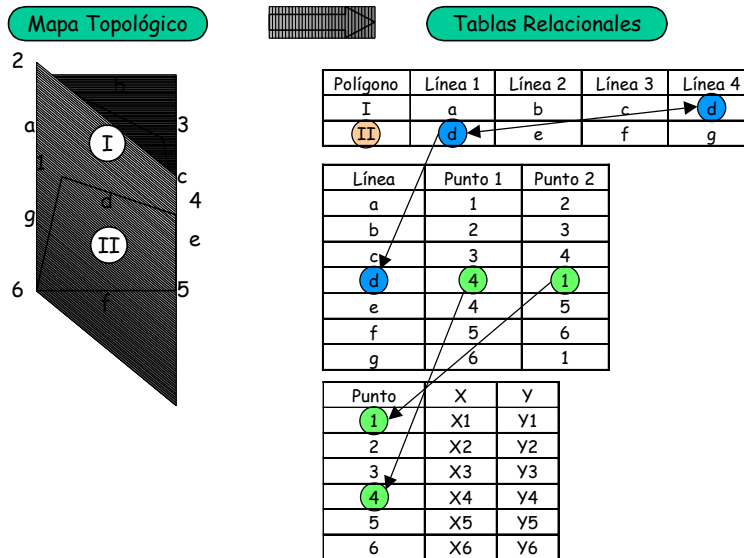 Mapa Topológico
Tablas Relacionales
2
b
a
3
I
1
c
d
4
g
II
e
6
5
f
Polígono Línea 1 Línea 2 Línea 3 Línea 4
I a b c d
II d e f g
Línea Punto 1 Punto 2
a 1 2
b 2 3
c 3 4
d 4 1
e 4 5
f 5 6
g 6 1
Punto X Y
1 X1 Y1
2 X2 Y2
3 X3 Y3
4 X4 Y4
5 X5 Y5
6 X6 Y6